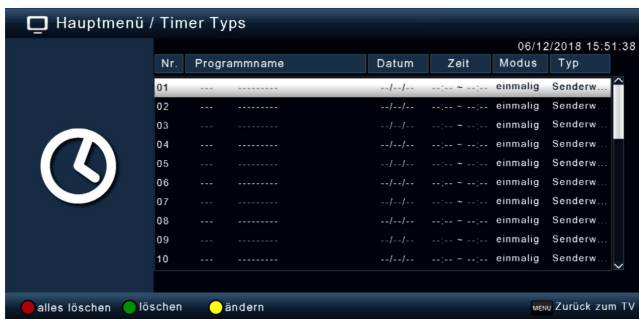 Hauptmenü / Timer Typs
06/12/2018 15:51:38
Nr. Programmname Datum Zeit Modus Typ
01 --- --------- --/--/-- --:-- ~ --:-- einmalig Senderw...
02 --- --------- --/--/-- --:-- ~ --:-- einmalig Senderw...
03 --- --------- --/--/-- --:-- ~ --:-- einmalig Senderw...
04 --- --------- --/--/-- --:-- ~ --:-- einmalig Senderw...
05 --- --------- --/--/-- --:-- ~ --:-- einmalig Senderw...
06 --- --------- --/--/-- --:-- ~ --:-- einmalig Senderw...
07 --- --------- --/--/-- --:-- ~ --:-- einmalig Senderw...
08 --- --------- --/--/-- --:-- ~ --:-- einmalig Senderw...
09 --- --------- --/--/-- --:-- ~ --:-- einmalig Senderw...
10 --- --------- --/--/-- --:-- ~ --:-- einmalig Senderw...
alles löschen löschen ändern MENU Zurück zum TV